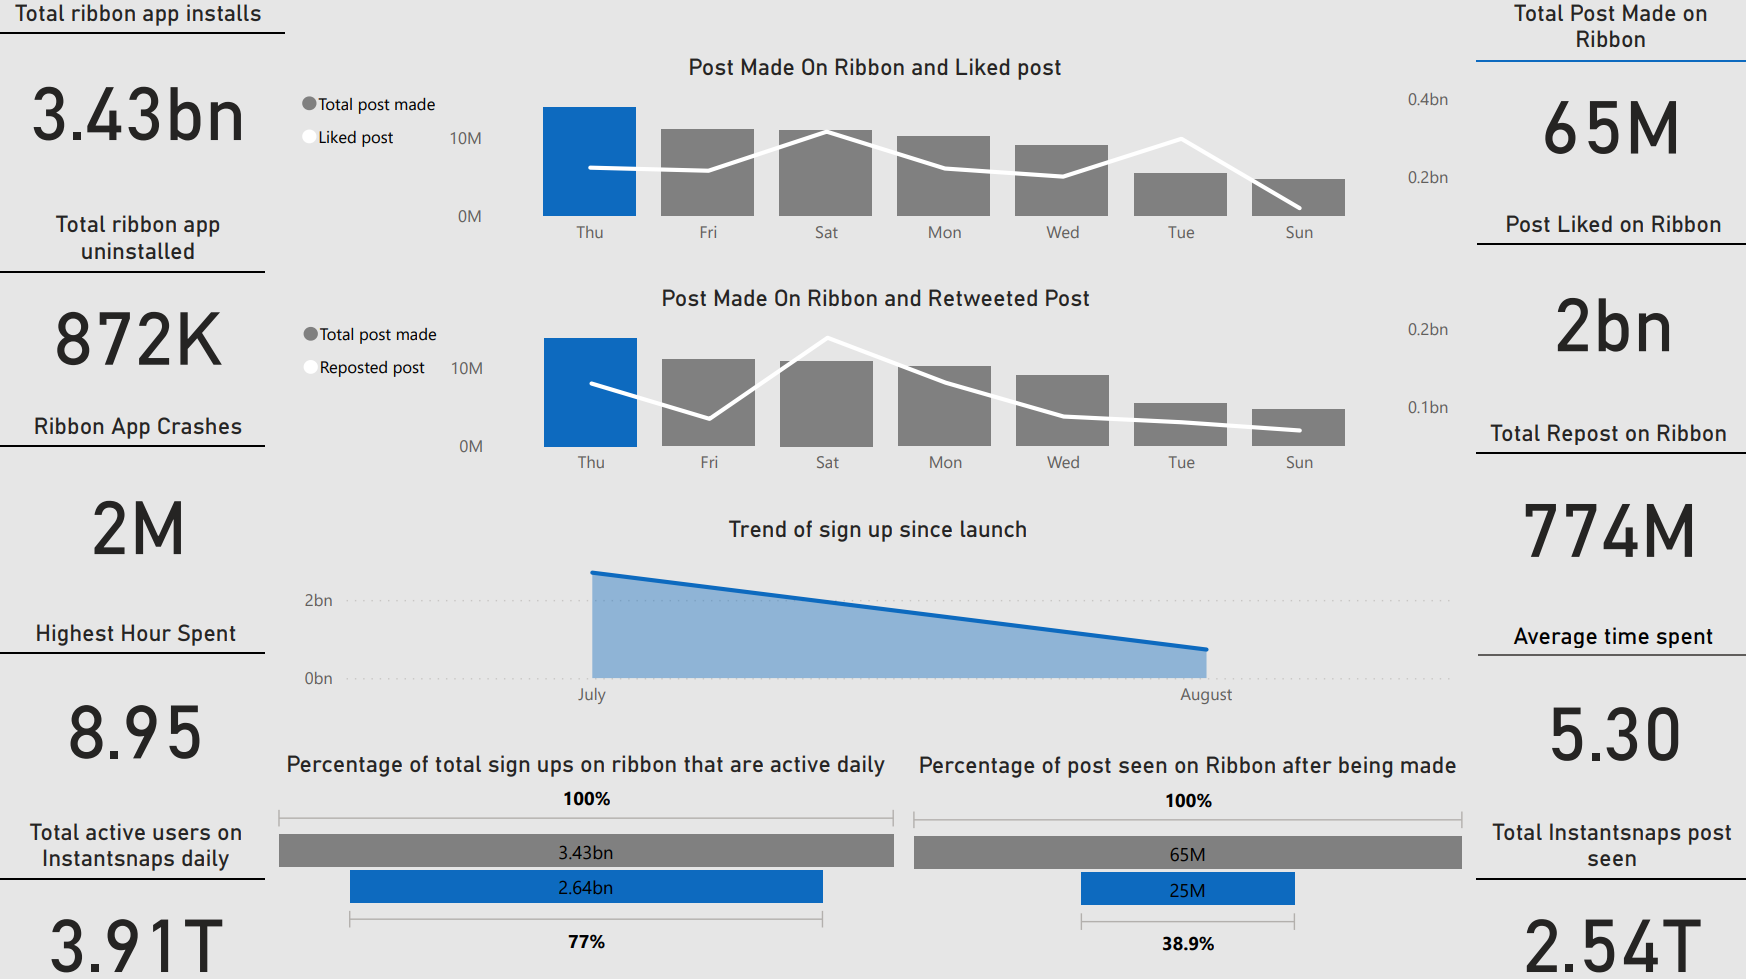 Total ribbon app installs
3.43bn
Total ribbon app
uninstalled
872K
Ribbon App Crashes
2M
Highest Hour Spent
8.95
Total active users on
Instantsnaps daily
3.91T
Post Made On Ribbon and Liked post
Total post made
Liked post
10M
0M
0.4bn
0.2bn
Thu Fri Sat Mon Wed Tue Sun
Post Made On Ribbon and Retweeted Post
Total post made
Reposted post
10M
0M
0.2bn
0.1bn
Thu Fri Sat Mon Wed Tue Sun
Trend of sign up since launch
2bn
0bn
July August
Percentage of total sign ups on ribbon that are active daily
100%
3.43bn
2.64bn
77%
Percentage of post seen on Ribbon after being made
100%
65M
25M
38.9%
Total Post Made on
Ribbon
65M
Post Liked on Ribbon
2bn
Total Repost on Ribbon
774M
Average time spent
5.30
Total Instantsnaps post
seen
2.54T